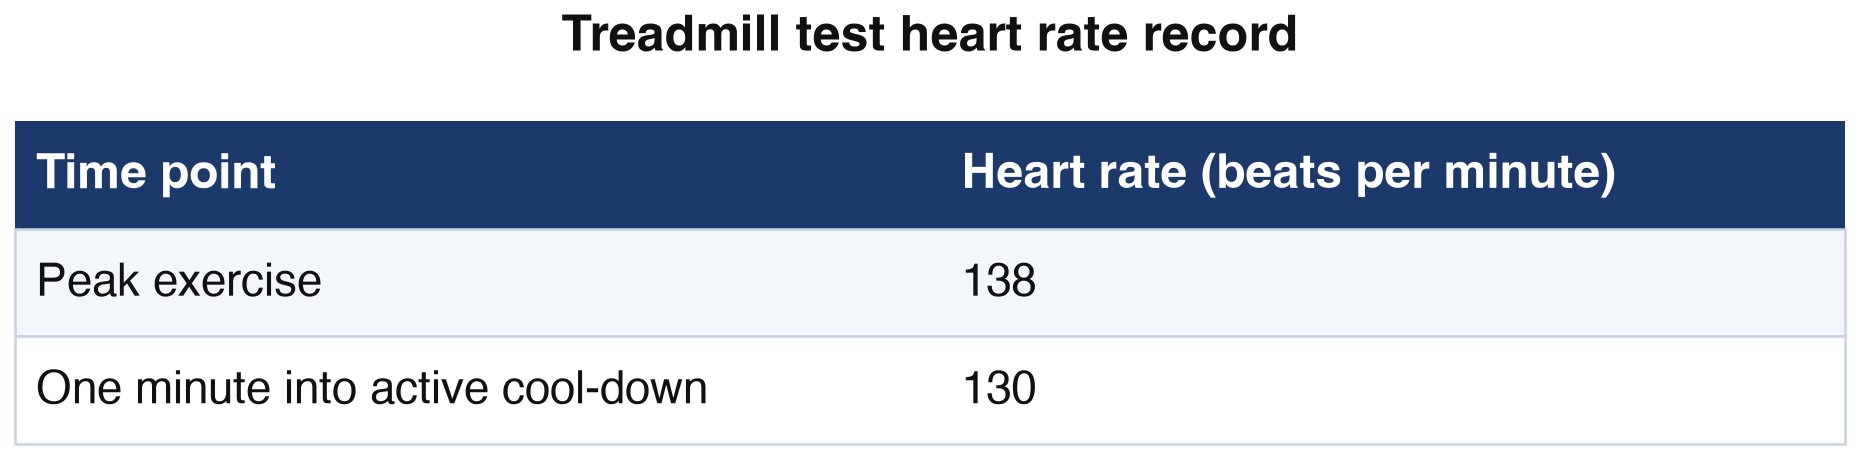 Treadmill test heart rate record
Time point Heart rate (beats per minute)
Peak exercise 138
One minute into active cool-down 130